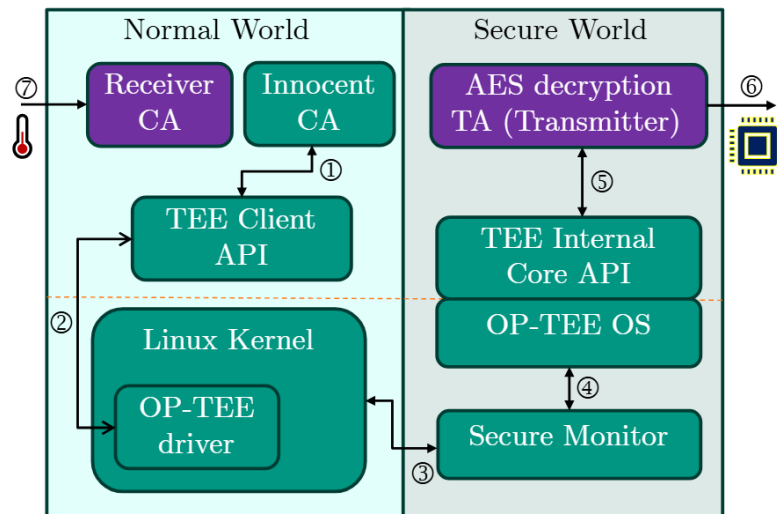 Normal World
Secure World
⑦
Receiver
CA
Innocent
CA
AES decryption
TA (Transmitter)
⑥
①
⑤
TEE Client
API
TEE Internal
Core API
②
Linux Kernel
OP-TEE OS
OP-TEE
driver
④
Secure Monitor
③